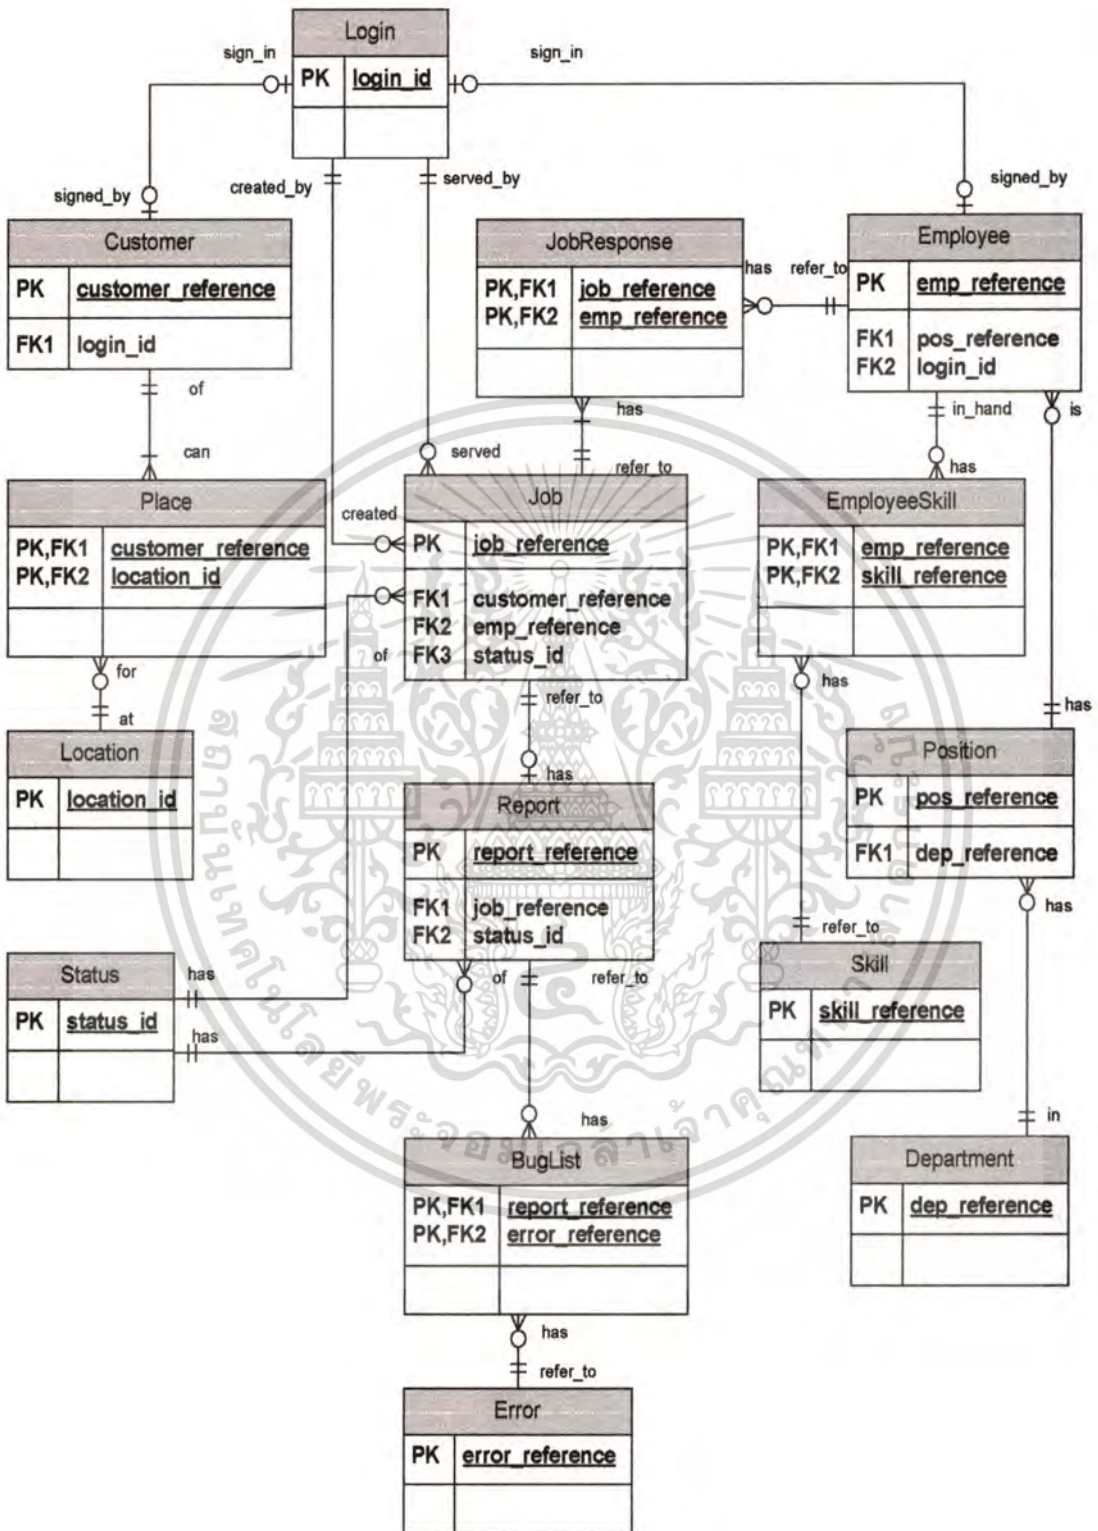 Login
PK login_id
sign_in
sign_in
signed_by
created_by
served_by
signed_by
Customer
PK customer_reference
FK1 login_id
JobResponse
PK,FK1 job_reference
PK,FK2 emp_reference
has
refer_to
Employee
PK emp_reference
FK1 pos_reference
FK2 login_id
of
can
has
refer_to
in_hand
has
is
served
created
Place
PK,FK1 customer_reference
PK,FK2 location_id
Job
PK job_reference
FK1 customer_reference
FK2 emp_reference
FK3 status_id
of
EmployeeSkill
PK,FK1 emp_reference
PK,FK2 skill_reference
for
at
refer_to
has
has
has
Location
PK location_id
Report
PK report_reference
FK1 job_reference
FK2 status_id
Position
PK pos_reference
FK1 dep_reference
has
refer_to
Status
PK status_id
has
has
of
refer_to
Skill
PK skill_reference
has
in
BugList
PK,FK1 report_reference
PK,FK2 error_reference
Department
PK dep_reference
has
refer_to
Error
PK error_reference